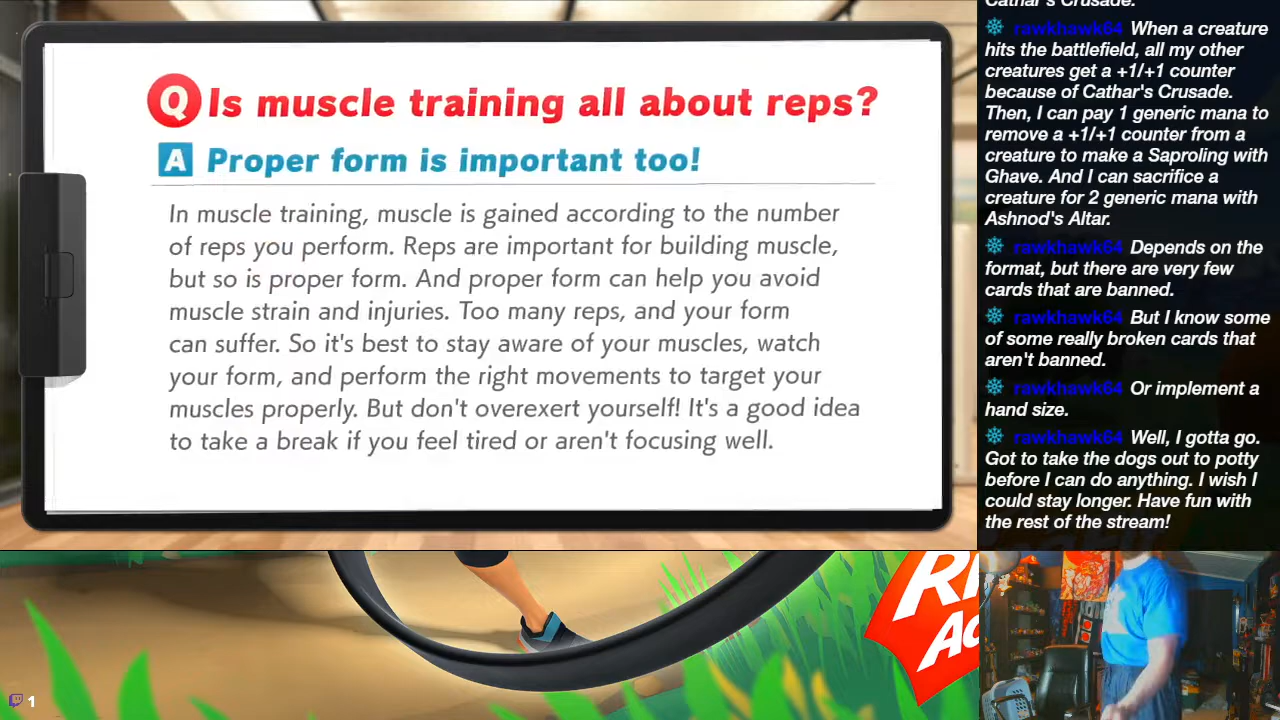 Q Is muscle training all about reps?
A Proper form is important too!
In muscle training, muscle is gained according to the number
of reps you perform. Reps are important for building muscle,
but so is proper form. And proper form can help you avoid
muscle strain and injuries. Too many reps, and your form
can suffer. So it's best to stay aware of your muscles, watch
your form, and perform the right movements to target your
muscles properly. But don't overexert yourself! It's a good idea
to take a break if you feel tired or aren't focusing well.
Cathar's Crusade.
rawkhawk64 When a creature
hits the battlefield, all my other
creatures get a +1/+1 counter
because of Cathar's Crusade.
Then, I can pay 1 generic mana to
remove a +1/+1 counter from a
creature to make a Saproling with
Ghave. And I can sacrifice a
creature for 2 generic mana with
Ashnod's Altar.
rawkhawk64 Depends on the
format, but there are very few
cards that are banned.
rawkhawk64 But I know some
of some really broken cards that
aren't banned.
rawkhawk64 Or implement a
hand size.
rawkhawk64 Well, I gotta go.
Got to take the dogs out to potty
before I can do anything. I wish I
could stay longer. Have fun with
the rest of the stream!
1